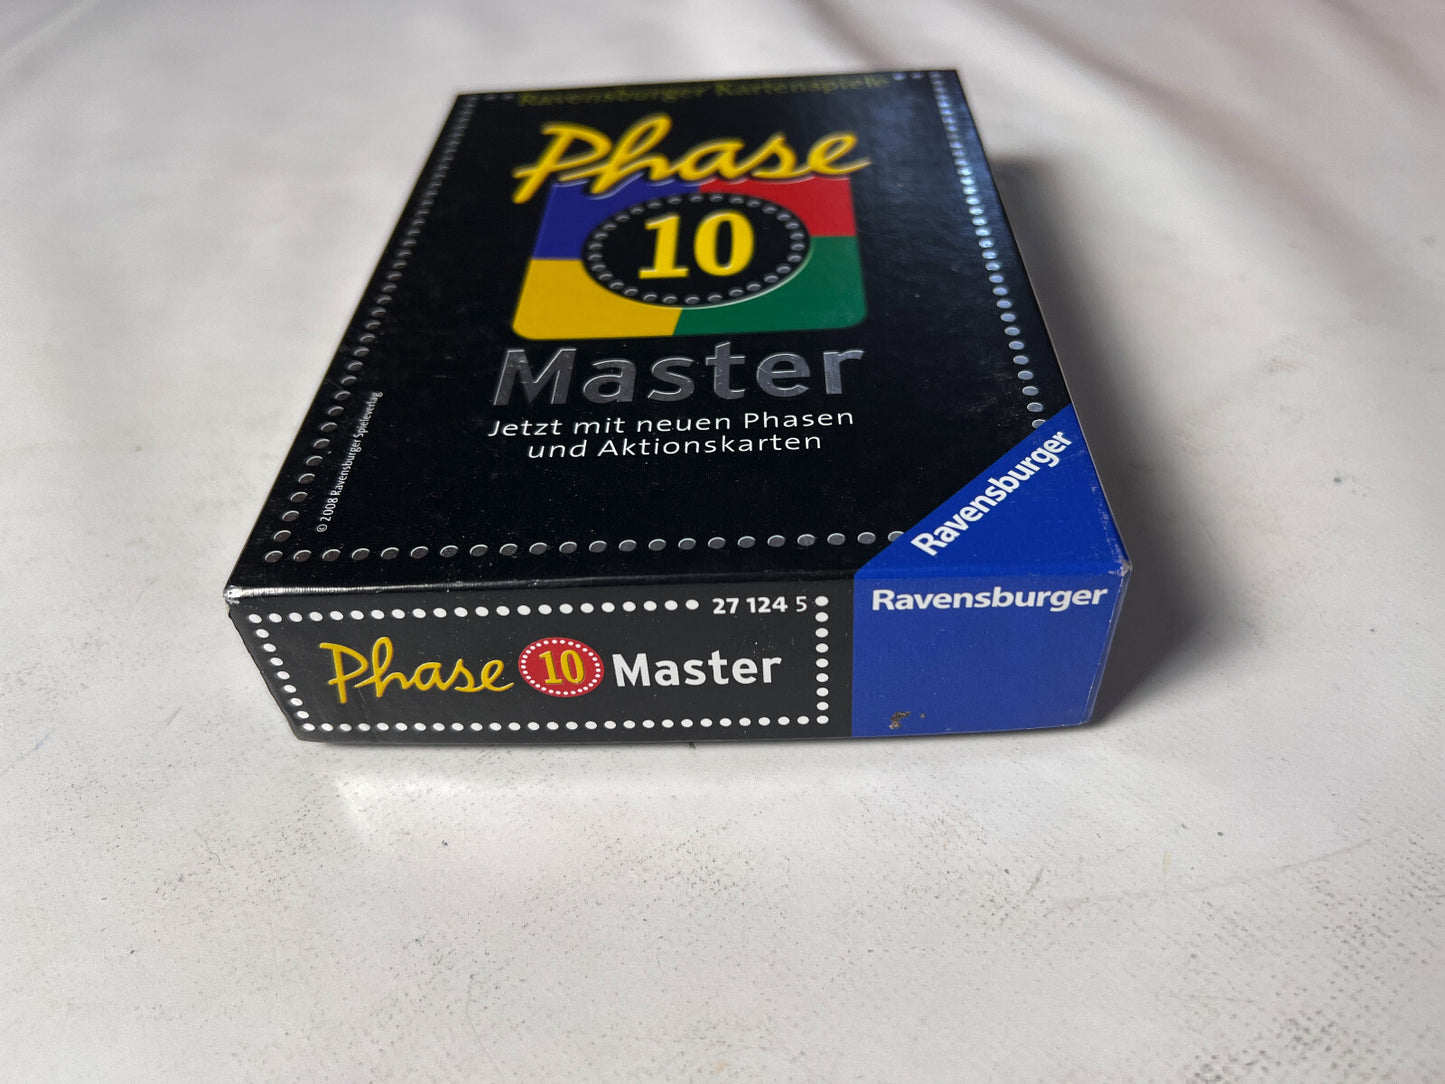 Ravensburger Kartenspiele
Phase
10
Master
Jetzt mit neuen Phasen
und Aktionskarten
© 2008 Ravensburger Spieleverlag
Ravensburger
27 124 5
Phase 10 Master
Ravensburger